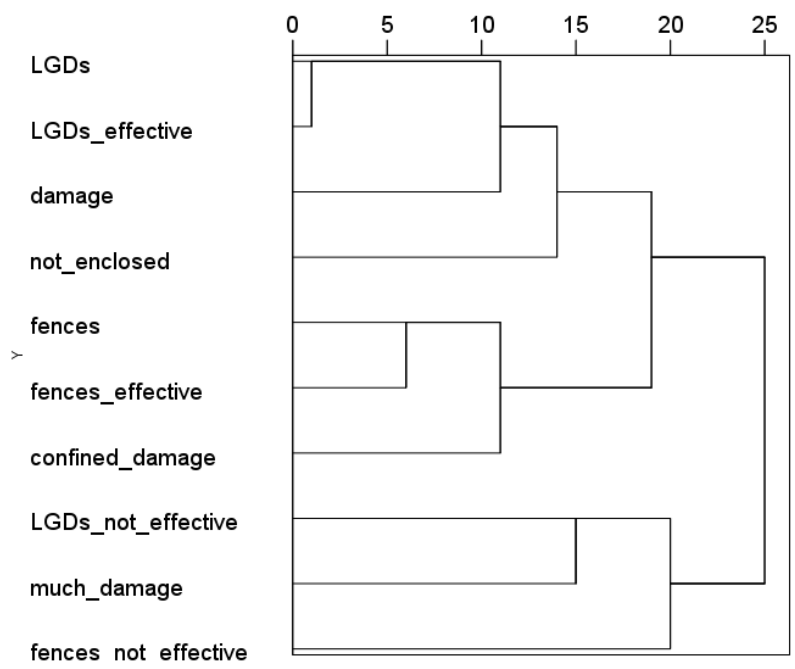 0 5 10 15 20 25
LGDs
LGDs_effective
damage
not_enclosed
fences
Y
fences_effective
confined_damage
LGDs_not_effective
much_damage
fences_not_effective